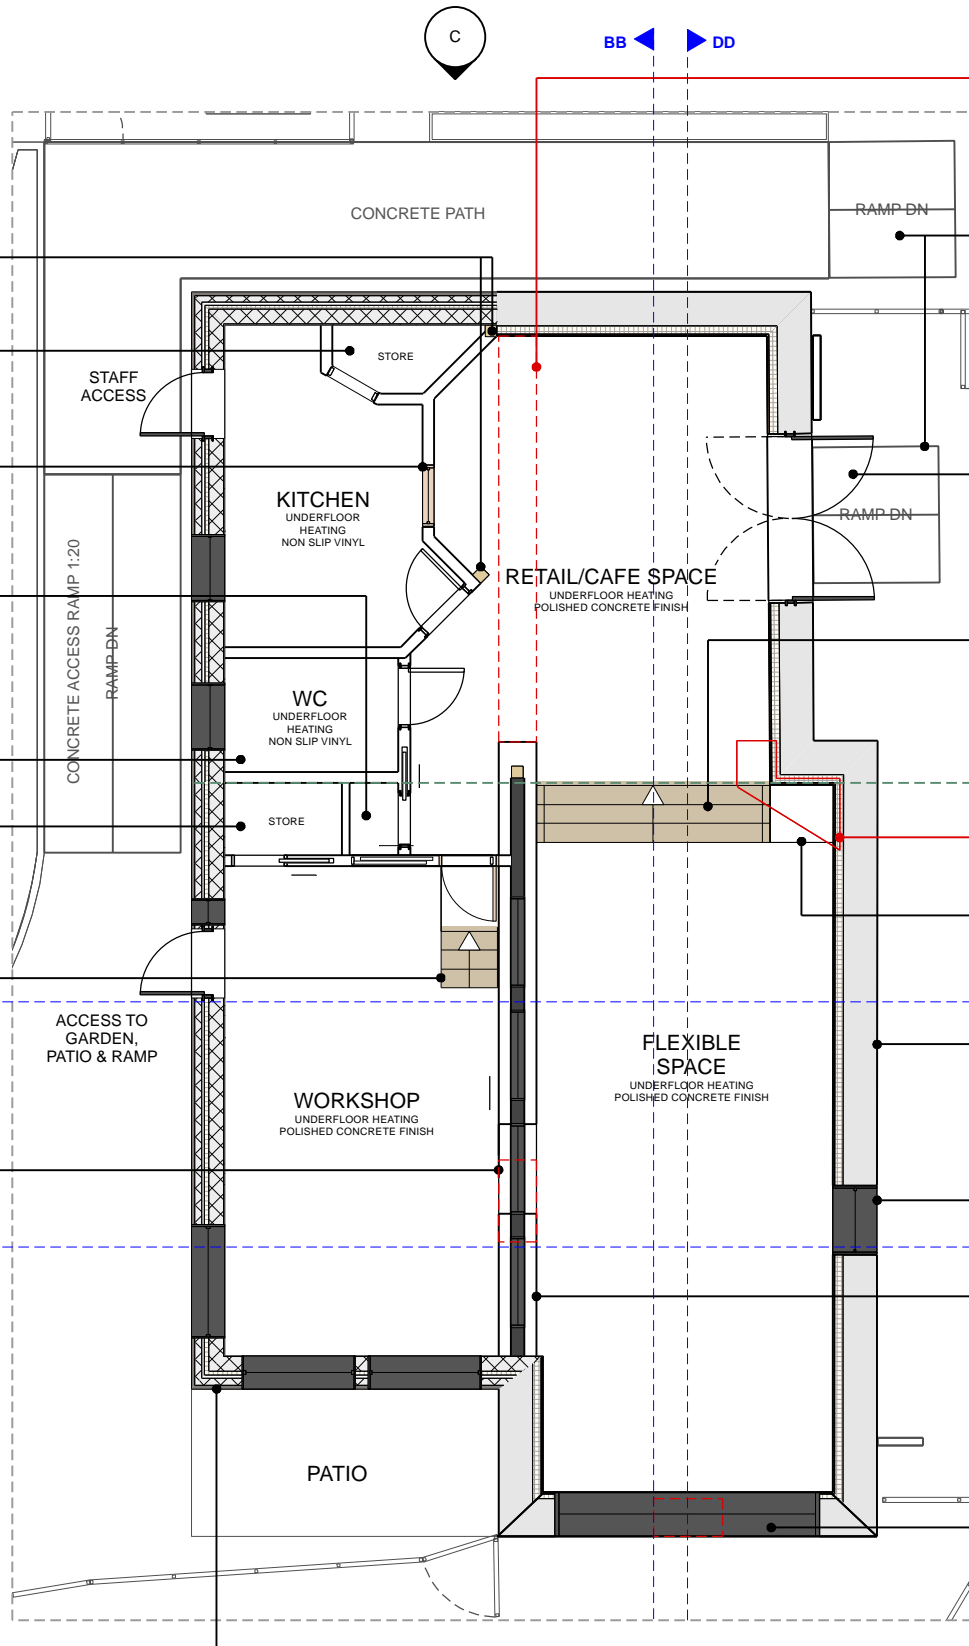 C
BB
DD
CONCRETE PATH
RAMP DN
STORE
STAFF
ACCESS
KITCHEN
UNDERFLOOR
HEATING
NON SLIP VINYL
RAMP DN
RETAIL/CAFE SPACE
UNDERFLOOR HEATING
POLISHED CONCRETE FINISH
CONCRETE ACCESS RAMP 1:20
RAMP DN
WC
UNDERFLOOR
HEATING
NON SLIP VINYL
STORE
ACCESS TO
GARDEN,
PATIO & RAMP
FLEXIBLE
SPACE
UNDERFLOOR HEATING
POLISHED CONCRETE FINISH
WORKSHOP
UNDERFLOOR HEATING
POLISHED CONCRETE FINISH
PATIO